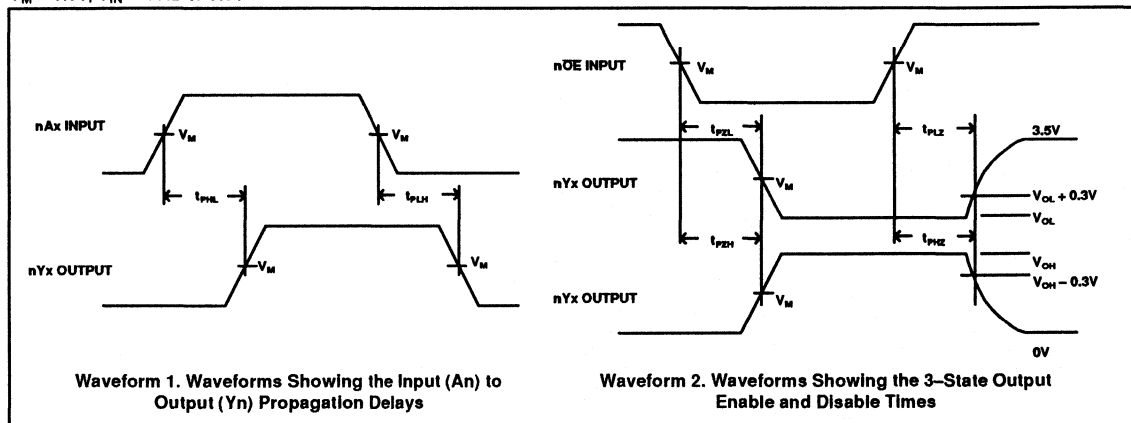 nAx INPUT
V_M
V_M
t_PHL
t_PLH
nYx OUTPUT
V_M
V_M
Waveform 1. Waveforms Showing the Input (An) to
Output (Yn) Propagation Delays
nO̅E̅ INPUT
V_M
V_M
t_PZL
t_PLZ
3.5V
nYx OUTPUT
V_M
V_OL + 0.3V
V_OL
t_PZH
t_PHZ
V_OH
V_OH – 0.3V
nYx OUTPUT
V_M
0V
Waveform 2. Waveforms Showing the 3–State Output
Enable and Disable Times